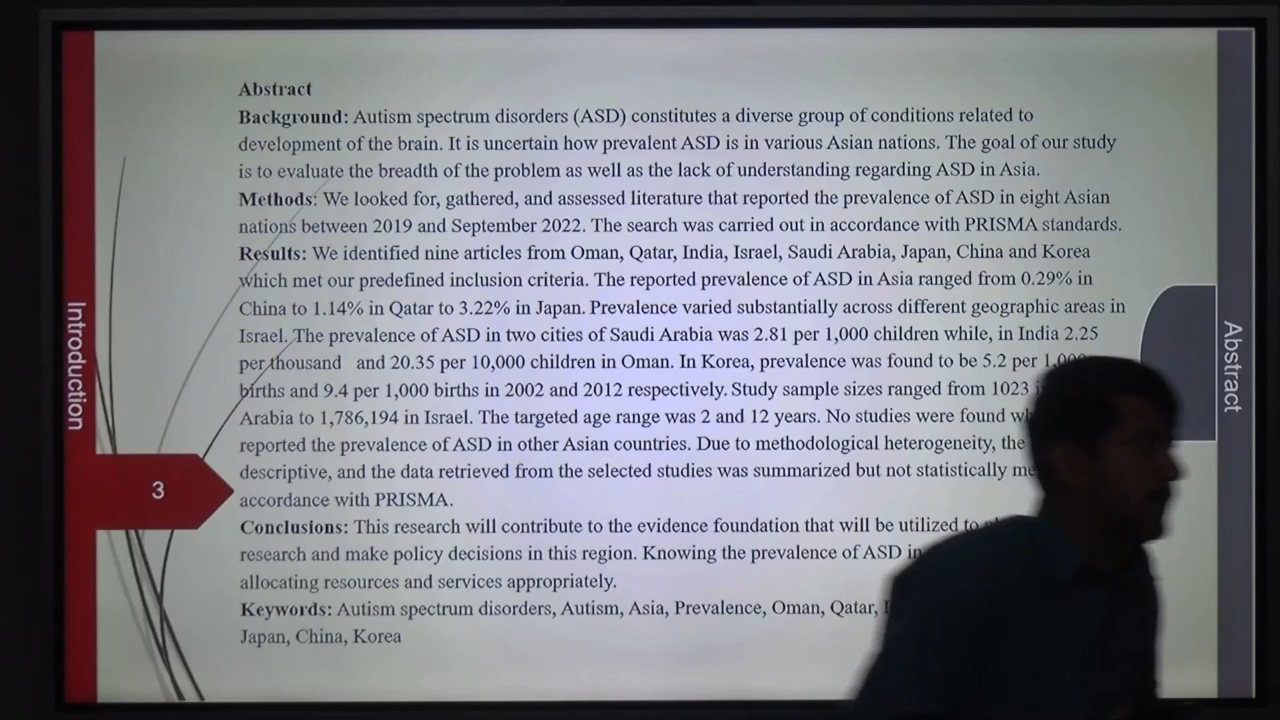 Abstract
Background: Autism spectrum disorders (ASD) constitutes a diverse group of conditions related to
development of the brain. It is uncertain how prevalent ASD is in various Asian nations. The goal of our study
is to evaluate the breadth of the problem as well as the lack of understanding regarding ASD in Asia.
Methods: We looked for, gathered, and assessed literature that reported the prevalence of ASD in eight Asian
nations between 2019 and September 2022. The search was carried out in accordance with PRISMA standards.
Results: We identified nine articles from Oman, Qatar, India, Israel, Saudi Arabia, Japan, China and Korea
which met our predefined inclusion criteria. The reported prevalence of ASD in Asia ranged from 0.29% in
China to 1.14% in Qatar to 3.22% in Japan. Prevalence varied substantially across different geographic areas in
Israel. The prevalence of ASD in two cities of Saudi Arabia was 2.81 per 1,000 children while, in India 2.25
per thousand and 20.35 per 10,000 children in Oman. In Korea, prevalence was found to be 5.2 per 1,000
births and 9.4 per 1,000 births in 2002 and 2012 respectively. Study sample sizes ranged from 1023
Arabia to 1,786,194 in Israel. The targeted age range was 2 and 12 years. No studies were found
reported the prevalence of ASD in other Asian countries. Due to methodological heterogeneity, the
descriptive, and the data retrieved from the selected studies was summarized but not statistically
accordance with PRISMA.
Conclusions: This research will contribute to the evidence foundation that will be utilized to
research and make policy decisions in this region. Knowing the prevalence of ASD in
allocating resources and services appropriately.
Keywords: Autism spectrum disorders, Autism, Asia, Prevalence, Oman, Qatar,
Japan, China, Korea
Introduction
3
Abstract